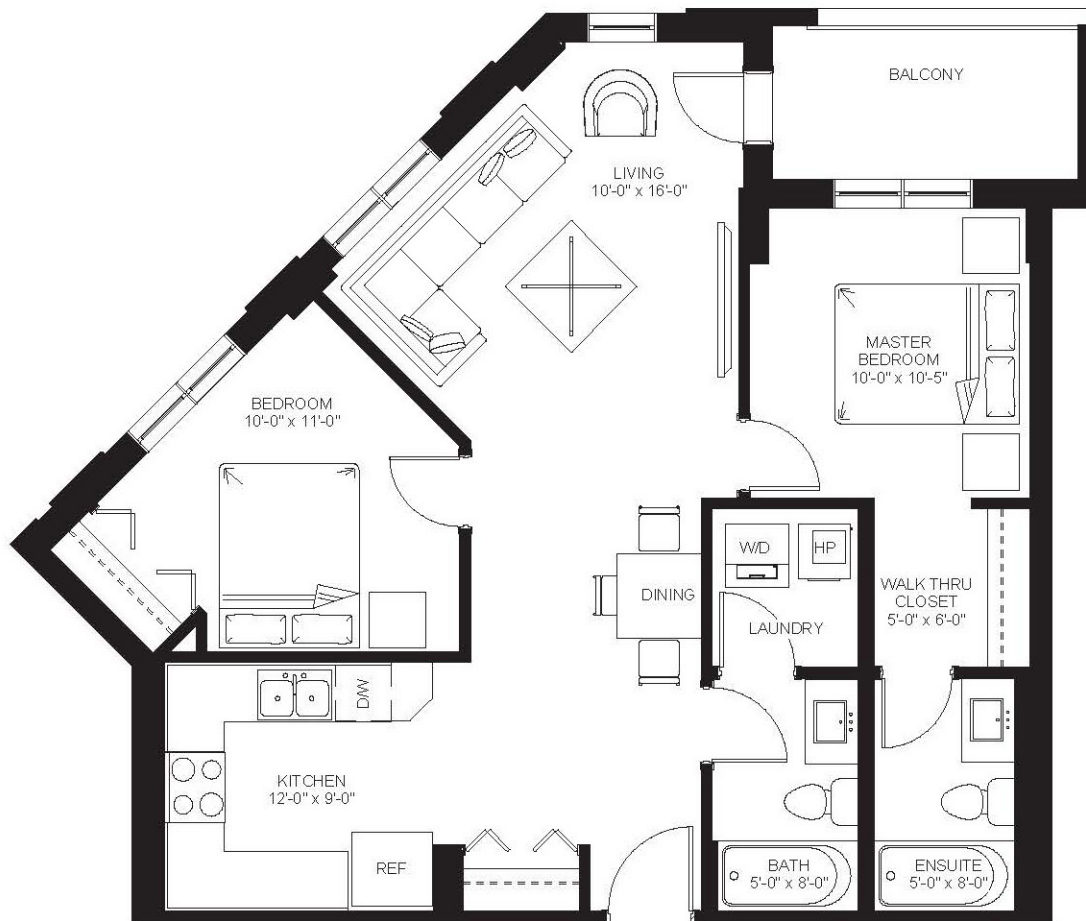 BALCONY
LIVING
10'-0" x 16'-0"
MASTER
BEDROOM
10'-0" x 10'-5"
BEDROOM
10'-0" x 11'-0"
W/D
HP
DINING
WALK THRU
CLOSET
5'-0" x 6'-0"
LAUNDRY
D/W
KITCHEN
12'-0" x 9'-0"
REF
BATH
5'-0" x 8'-0"
ENSUITE
5'-0" x 8'-0"